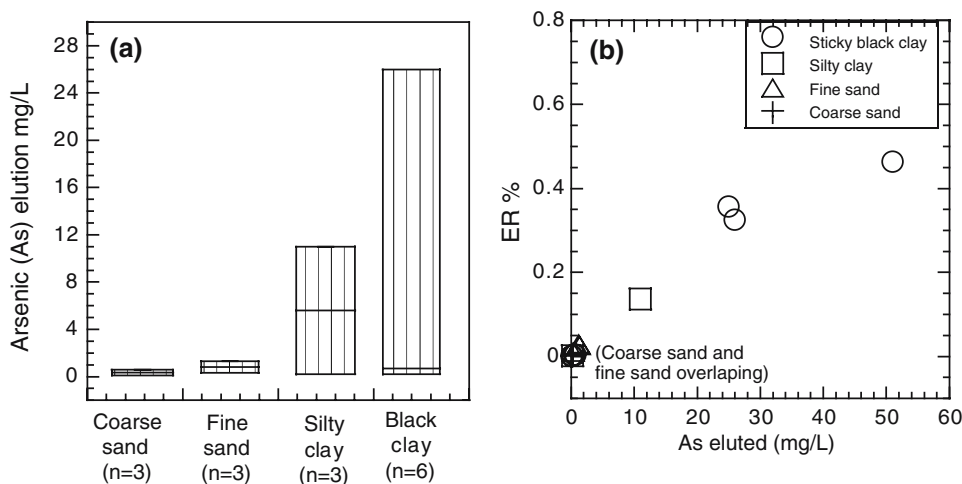 (a)
Arsenic (As) elution mg/L
28
24
20
16
12
8
4
0
Coarse sand (n=3)
Fine sand (n=3)
Silty clay (n=3)
Black clay (n=6)
(b)
ER %
0.8
0.6
0.4
0.2
0
Sticky black clay
Silty clay
Fine sand
Coarse sand
(Coarse sand and
fine sand overlaping)
0 10 20 30 40 50 60
As eluted (mg/L)